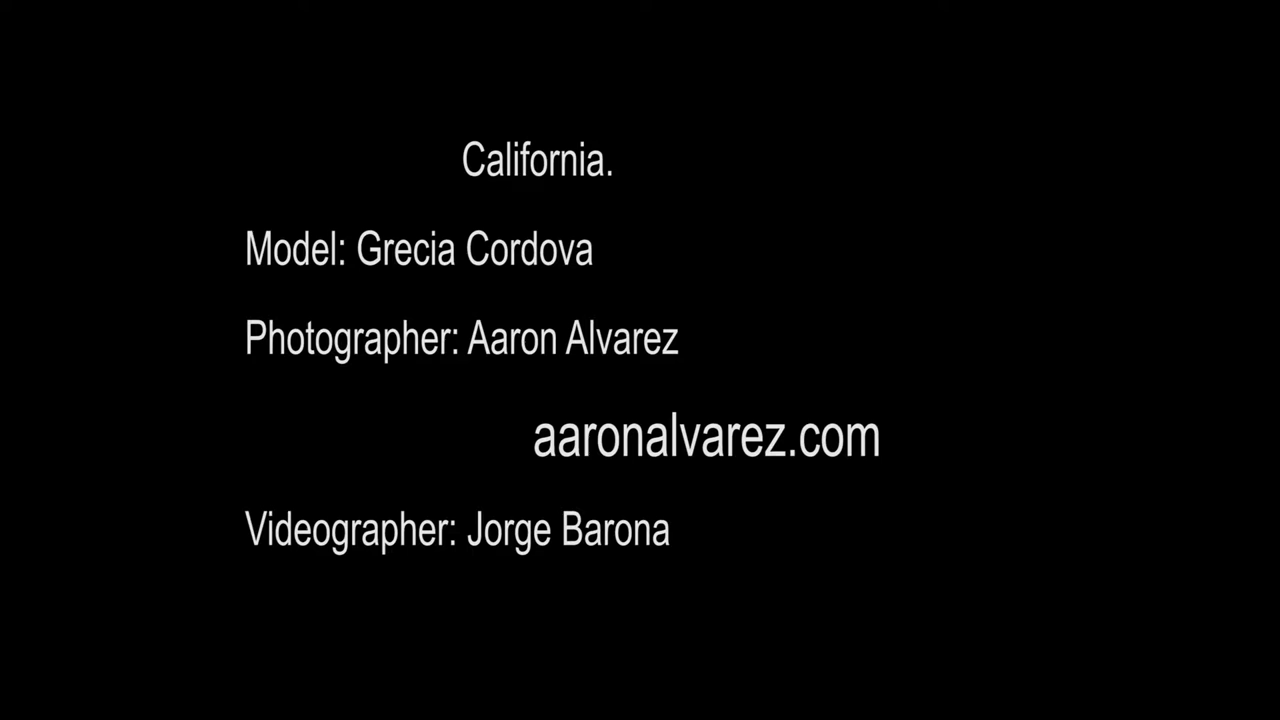 California.
Model: Grecia Cordova
Photographer: Aaron Alvarez
aaronalvarez.com
Videographer: Jorge Barona